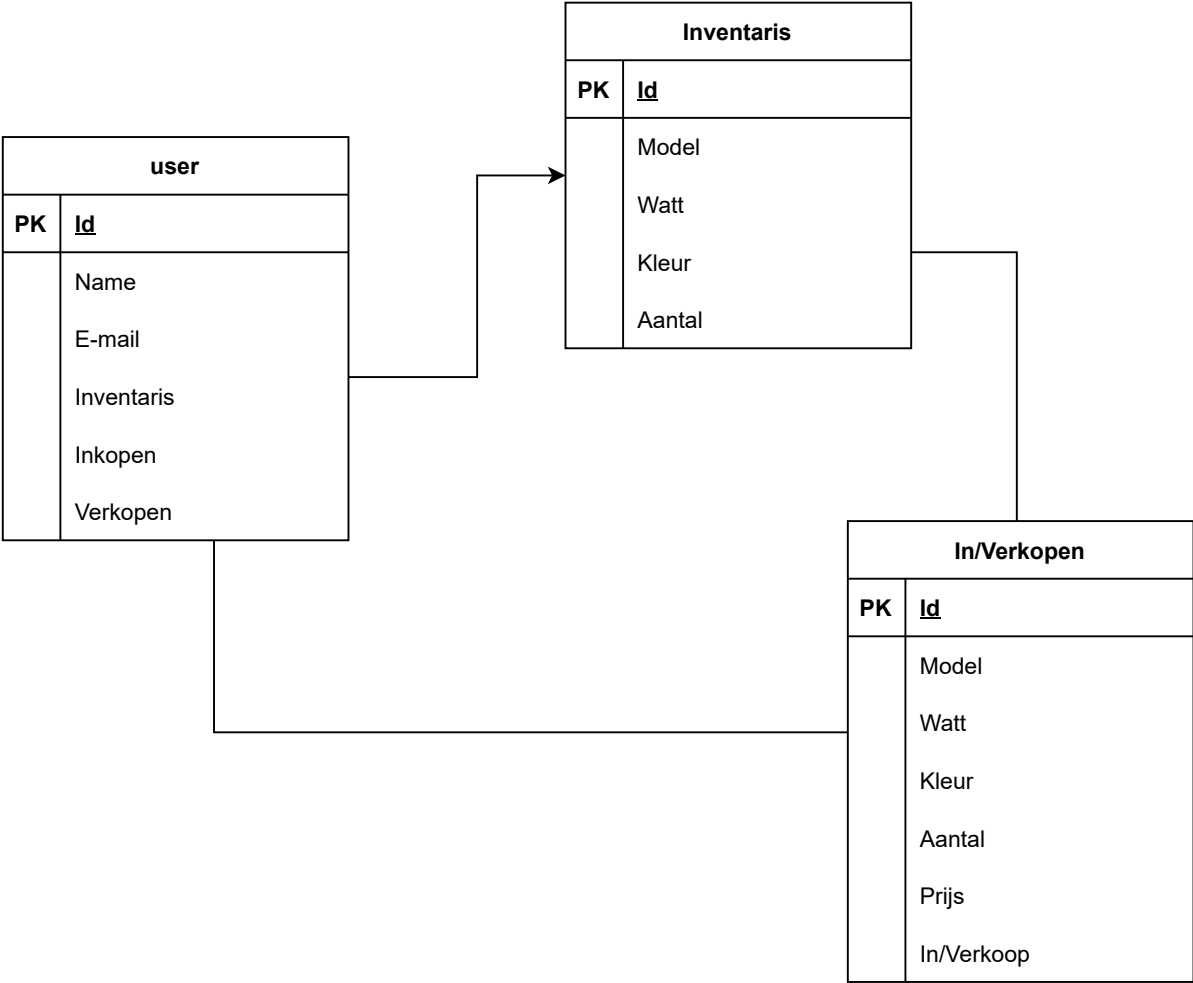 Inventaris
PK Id
Model
Watt
Kleur
Aantal
user
PK Id
Name
E-mail
Inventaris
Inkopen
Verkopen
In/Verkopen
PK Id
Model
Watt
Kleur
Aantal
Prijs
In/Verkoop